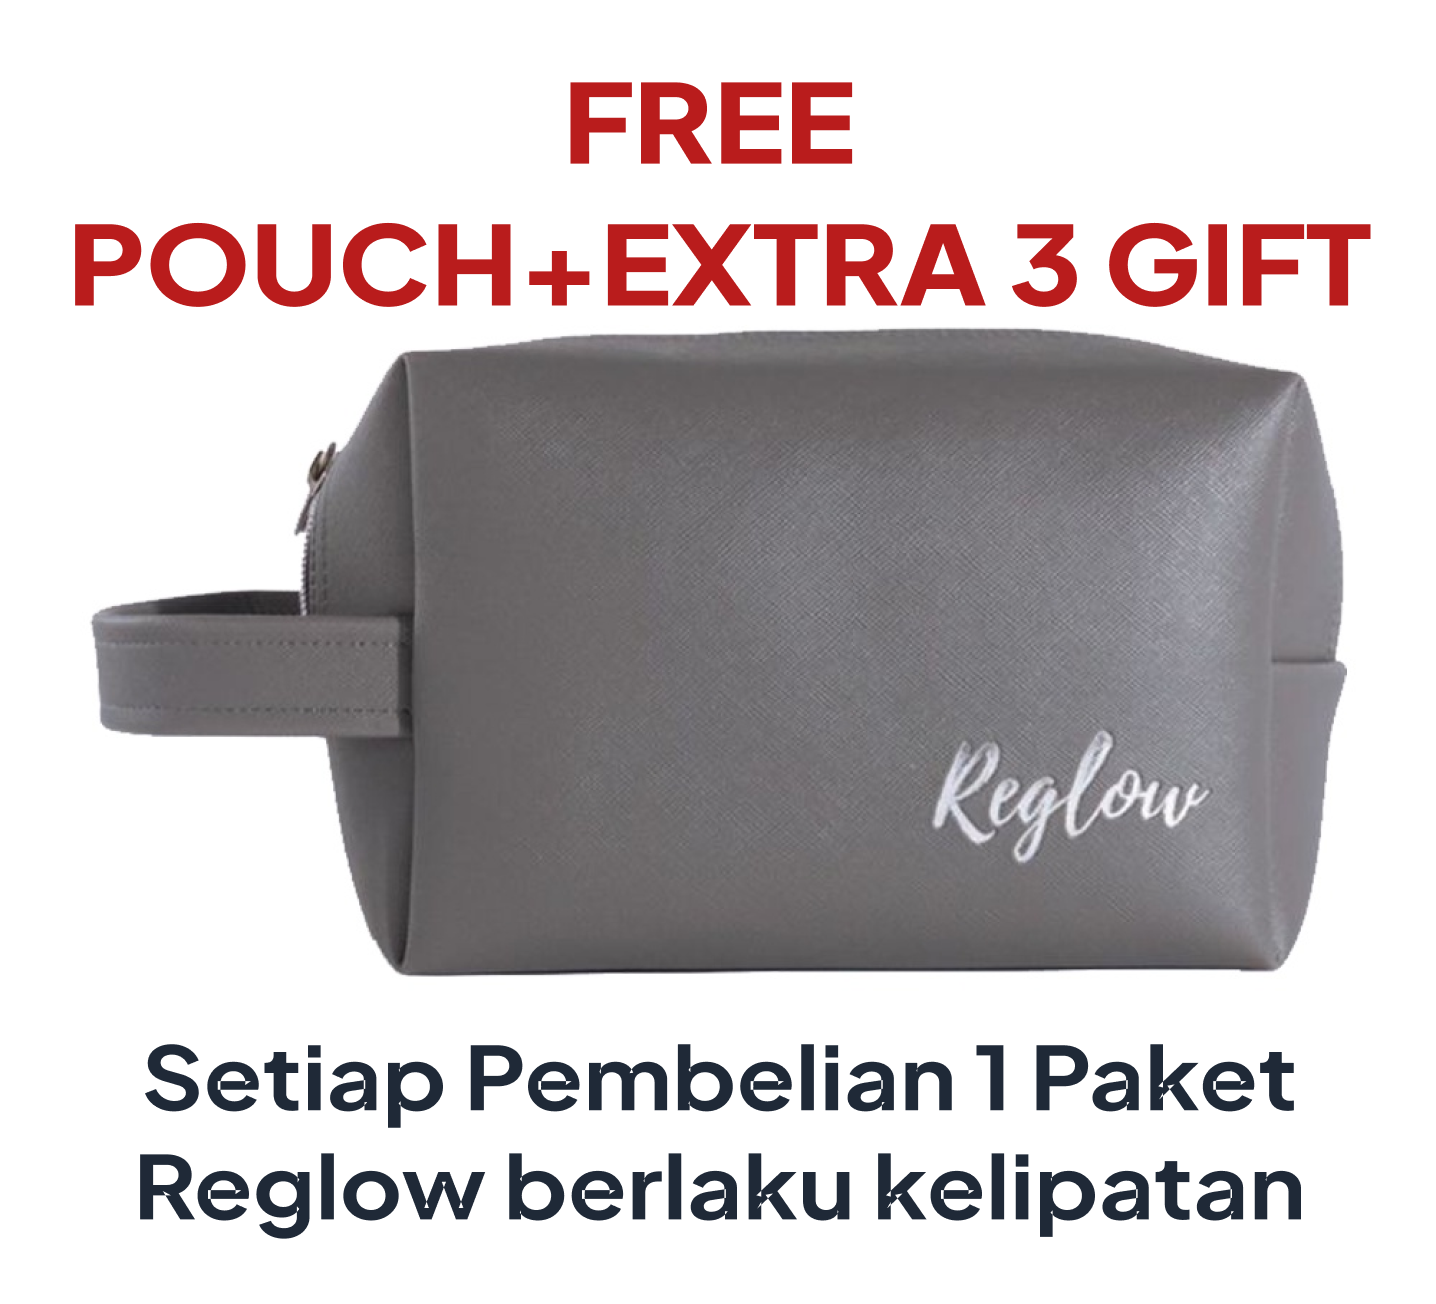 FREE
POUCH+EXTRA 3 GIFT
Reglow
Setiap Pembelian 1 Paket
Reglow berlaku kelipatan